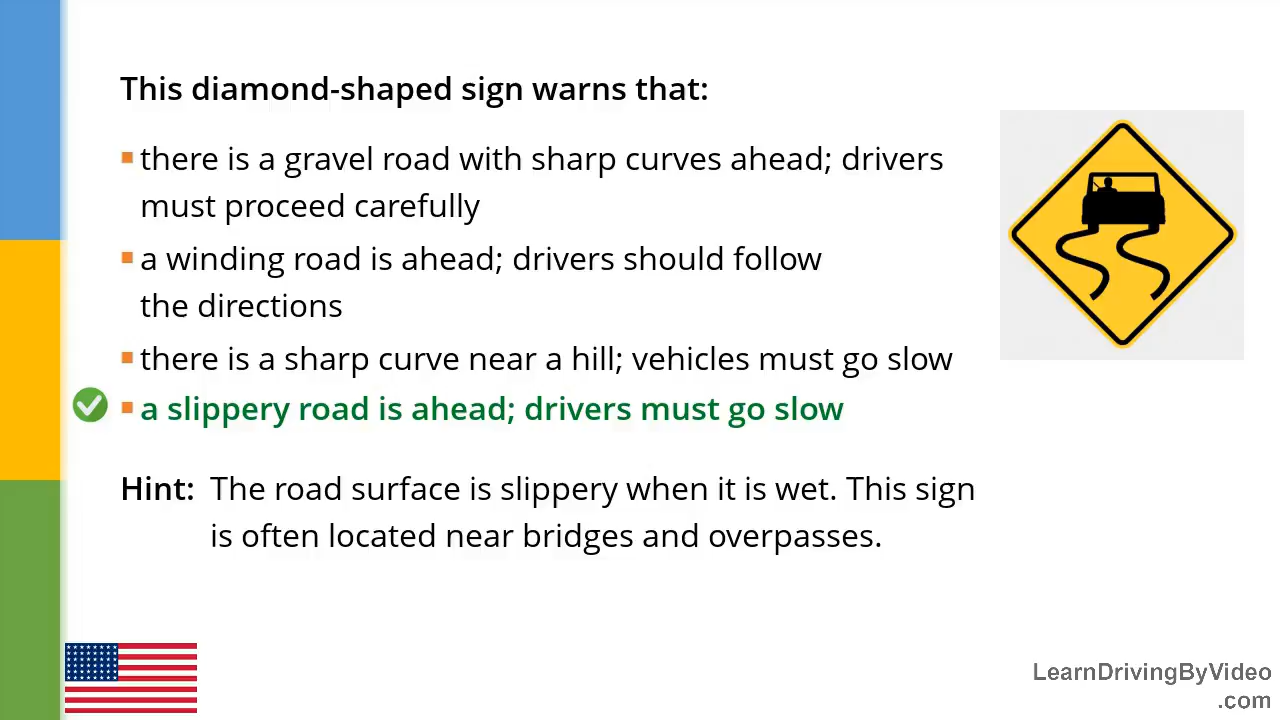 This diamond-shaped sign warns that:
there is a gravel road with sharp curves ahead; drivers
must proceed carefully
a winding road is ahead; drivers should follow
the directions
there is a sharp curve near a hill; vehicles must go slow
a slippery road is ahead; drivers must go slow
Hint: The road surface is slippery when it is wet. This sign
is often located near bridges and overpasses.
LearnDrivingByVideo
.com